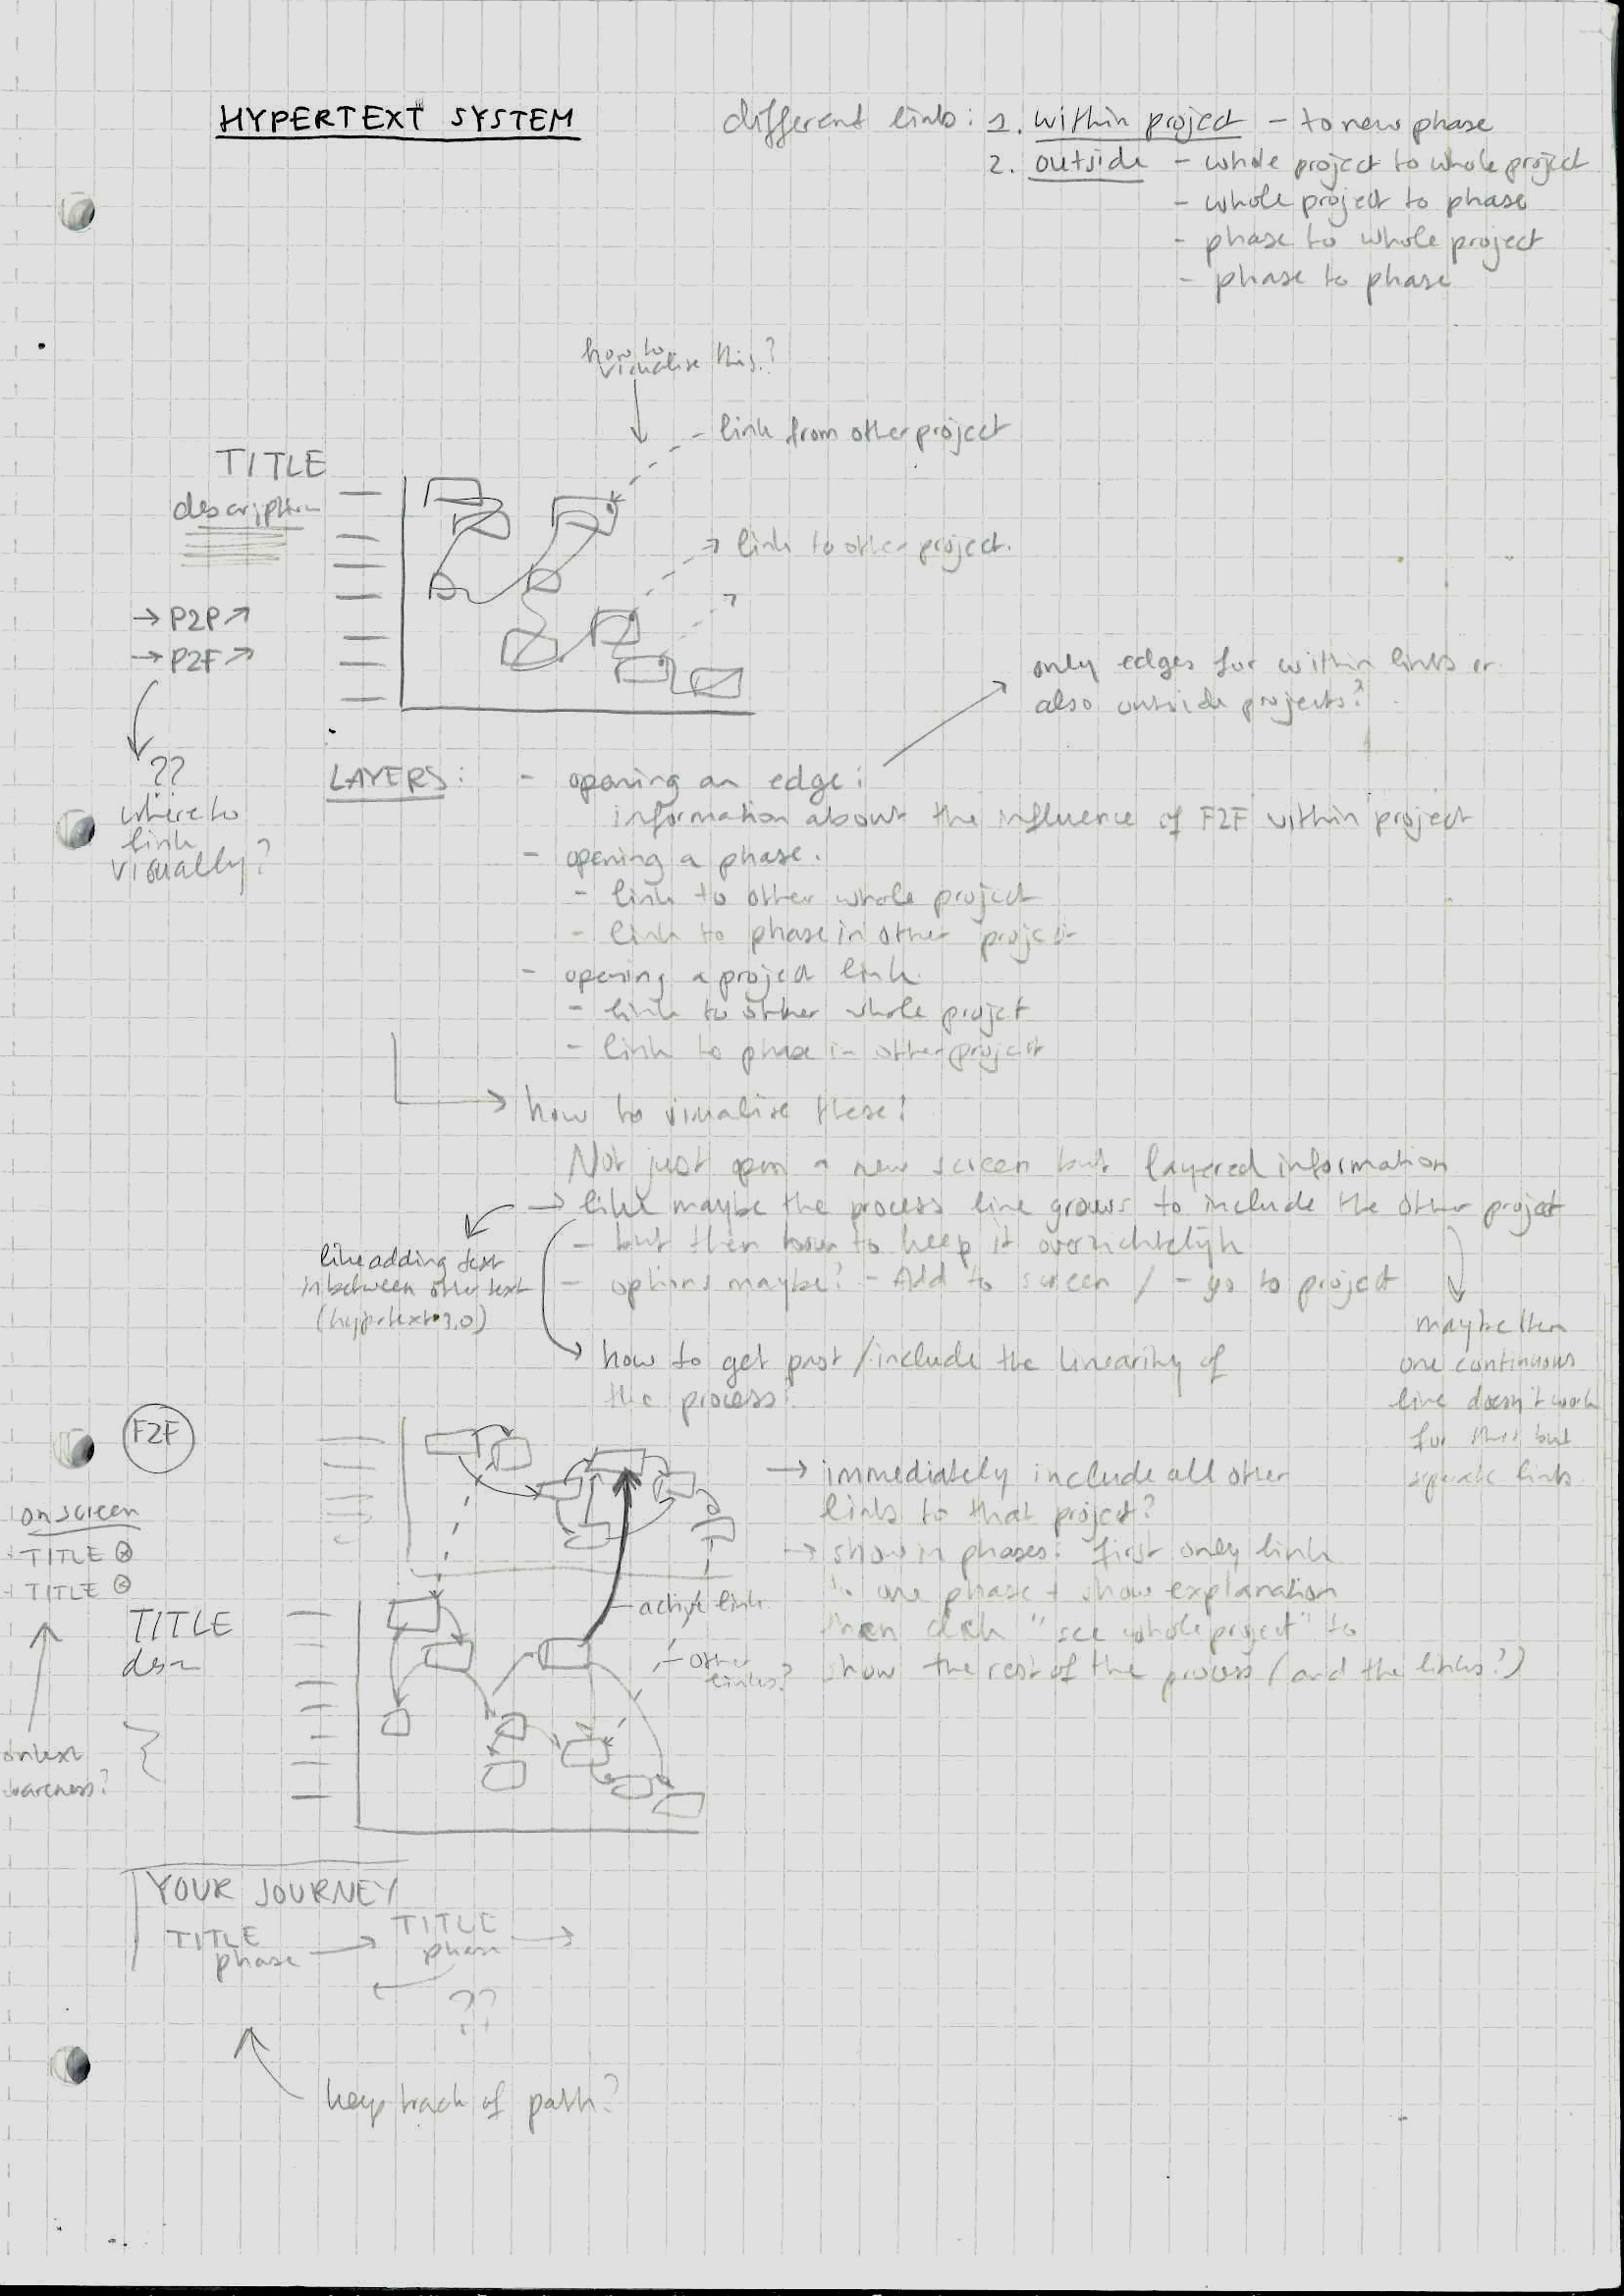 HYPERTEXT SYSTEM
different links: 1. within project - to new phase
2. outside - whole project to whole project
- whole project to phase
- phase to whole project
- phase to phase
how to
visualise this?
- link from other project
TITLE
description
link to other project.
→ P2P ↗
→ P2F ↗
??
where to
link
visually?
only edges for within links or
also outside projects?
LAYERS: - opening an edge:
information about the influence of F2F within project
- opening a phase.
- link to other whole project
- link to phase in other project
- opening a project link
- link to other whole project
- link to phase in other project
→ how to visualise these?
Not just open a new screen but layered information
→ like maybe the process line grows to include the other project
- but then how to keep it overzichtelijk
- options maybe? - Add to screen / - go to project
like adding text
in between other text
(hypertext 3.0)
how to get past / include the linearity of
the process?
maybe then
one continuous
line doesn't work
for this but
separate links
F2F
→ immediately include all other
links to that project?
→ show in phases: first only link
to one phase + show explanation
then click "see whole project" to
show the rest of the process (and the links?)
on screen
+ TITLE ⊗
+ TITLE ⊗
active link
other
links?
TITLE
desc
YOUR JOURNEY
TITLE
phase
→ TITLE
phase →
??
keep track of path?